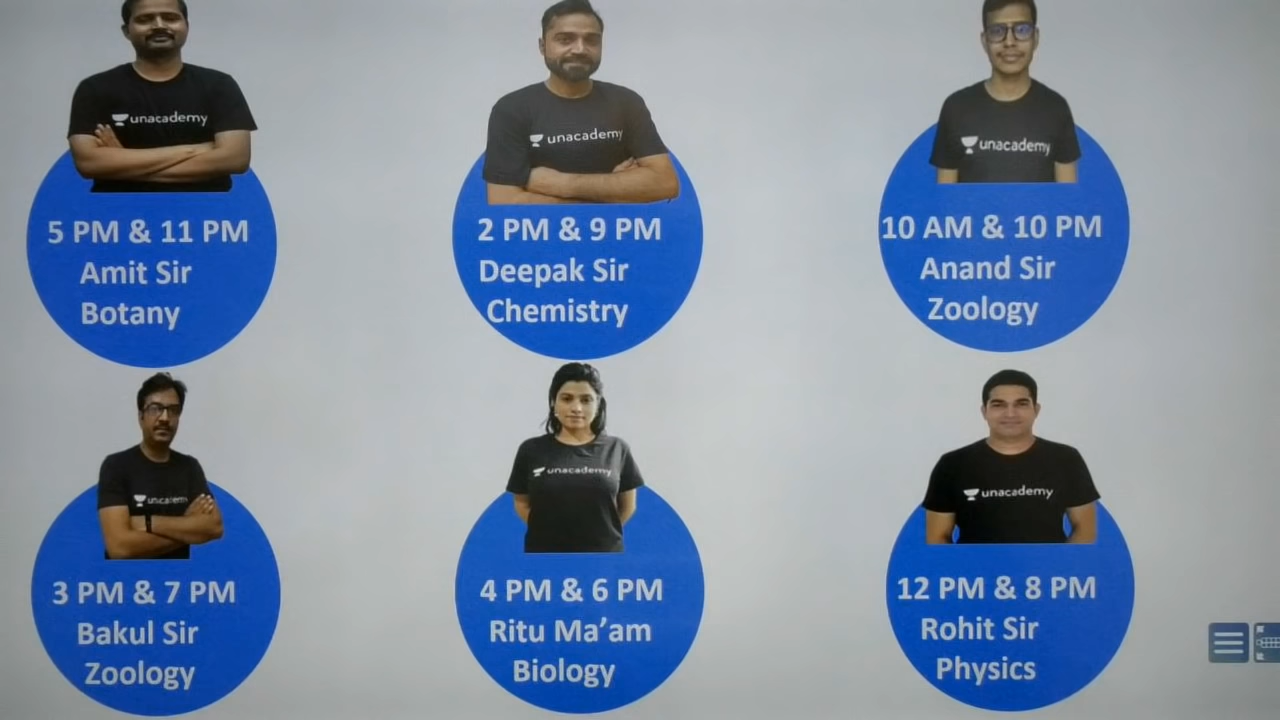 unacademy
5 PM & 11 PM
Amit Sir
Botany
unacademy
2 PM & 9 PM
Deepak Sir
Chemistry
unacademy
10 AM & 10 PM
Anand Sir
Zoology
unacademy
3 PM & 7 PM
Bakul Sir
Zoology
unacademy
4 PM & 6 PM
Ritu Ma’am
Biology
unacademy
12 PM & 8 PM
Rohit Sir
Physics